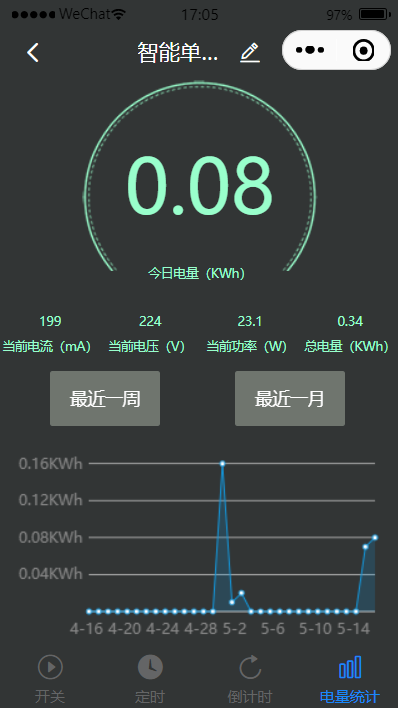 WeChat 17:05 97%
智能单...
0.08
今日电量（KWh）
199 224 23.1 0.34
当前电流（mA） 当前电压（V） 当前功率（W） 总电量（KWh）
最近一周 最近一月
0.16KWh
0.12KWh
0.08KWh
0.04KWh
4-16 4-20 4-24 4-28 5-2 5-6 5-10 5-14
开关 定时 倒计时 电量统计